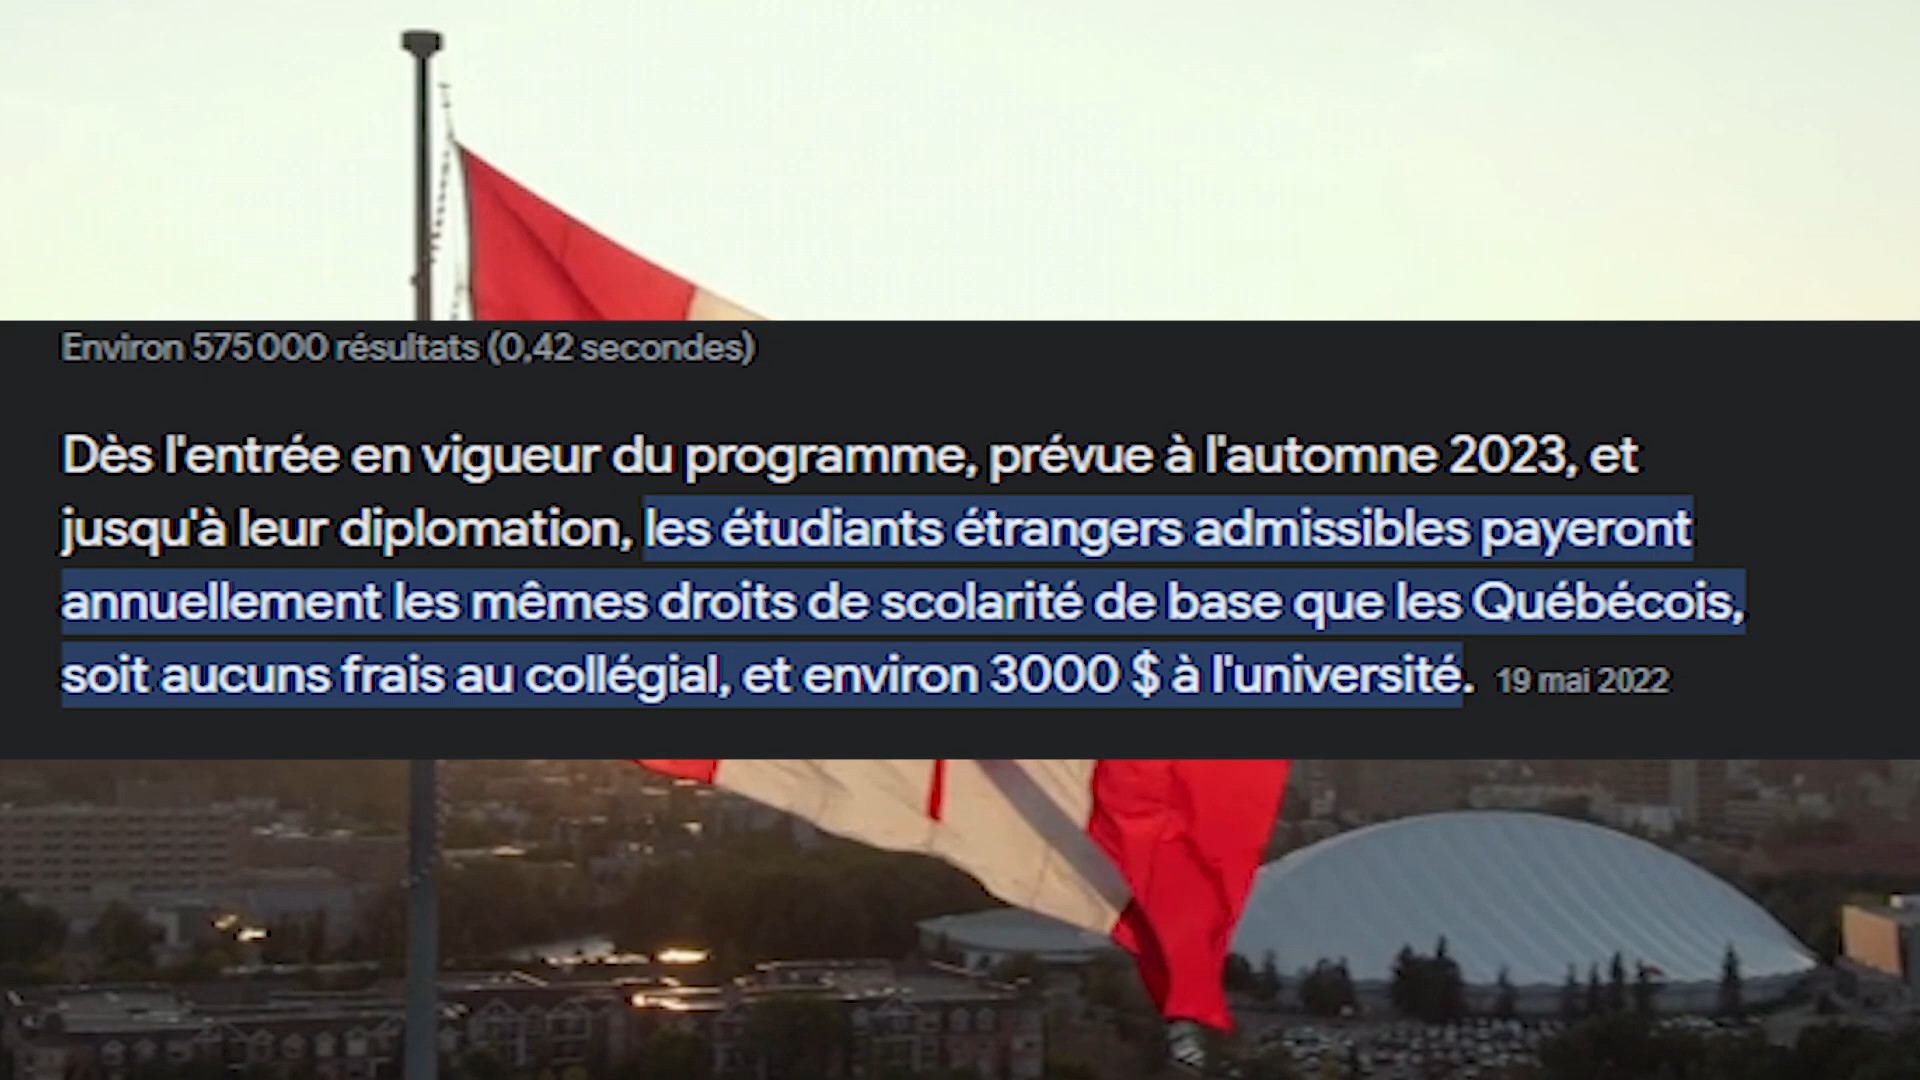 Environ 575 000 résultats (0,42 secondes)
Dès l'entrée en vigueur du programme, prévue à l'automne 2023, et
jusqu'à leur diplomation, les étudiants étrangers admissibles payeront
annuellement les mêmes droits de scolarité de base que les Québécois,
soit aucuns frais au collégial, et environ 3000 $ à l'université. 19 mai 2022